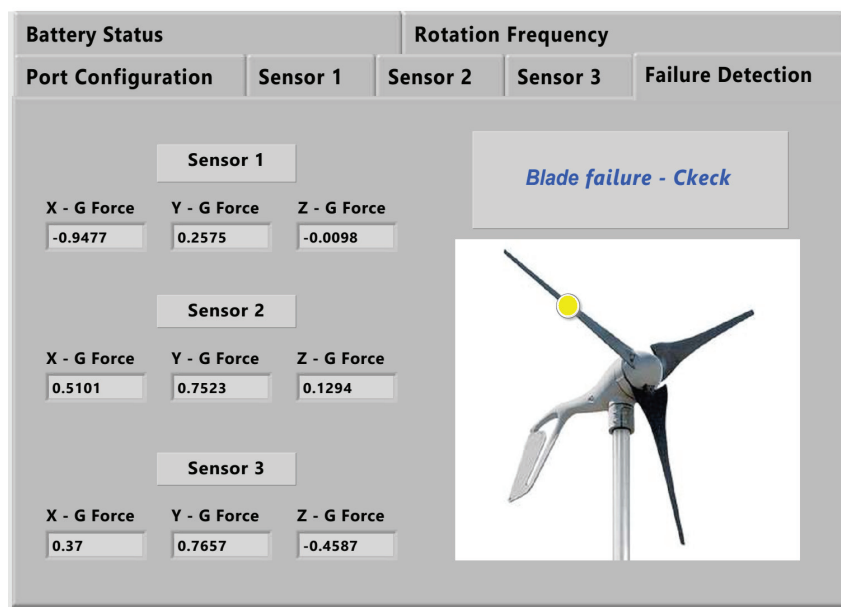 Battery Status
Rotation Frequency
Port Configuration
Sensor 1
Sensor 2
Sensor 3
Failure Detection
Sensor 1
X - G Force Y - G Force Z - G Force
-0.9477 0.2575 -0.0098
Sensor 2
X - G Force Y - G Force Z - G Force
0.5101 0.7523 0.1294
Sensor 3
X - G Force Y - G Force Z - G Force
0.37 0.7657 -0.4587
Blade failure - Ckeck